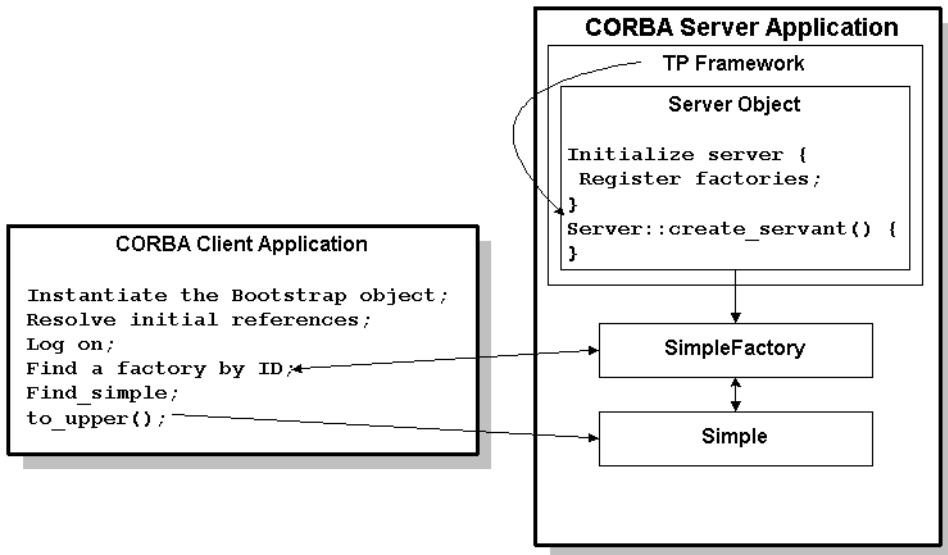 CORBA Server Application
TP Framework
Server Object
Initialize server {
Register factories;
}
Server::create_servant() {
}
CORBA Client Application
Instantiate the Bootstrap object;
Resolve initial references;
Log on;
Find a factory by ID;
Find_simple;
to_upper();
SimpleFactory
Simple